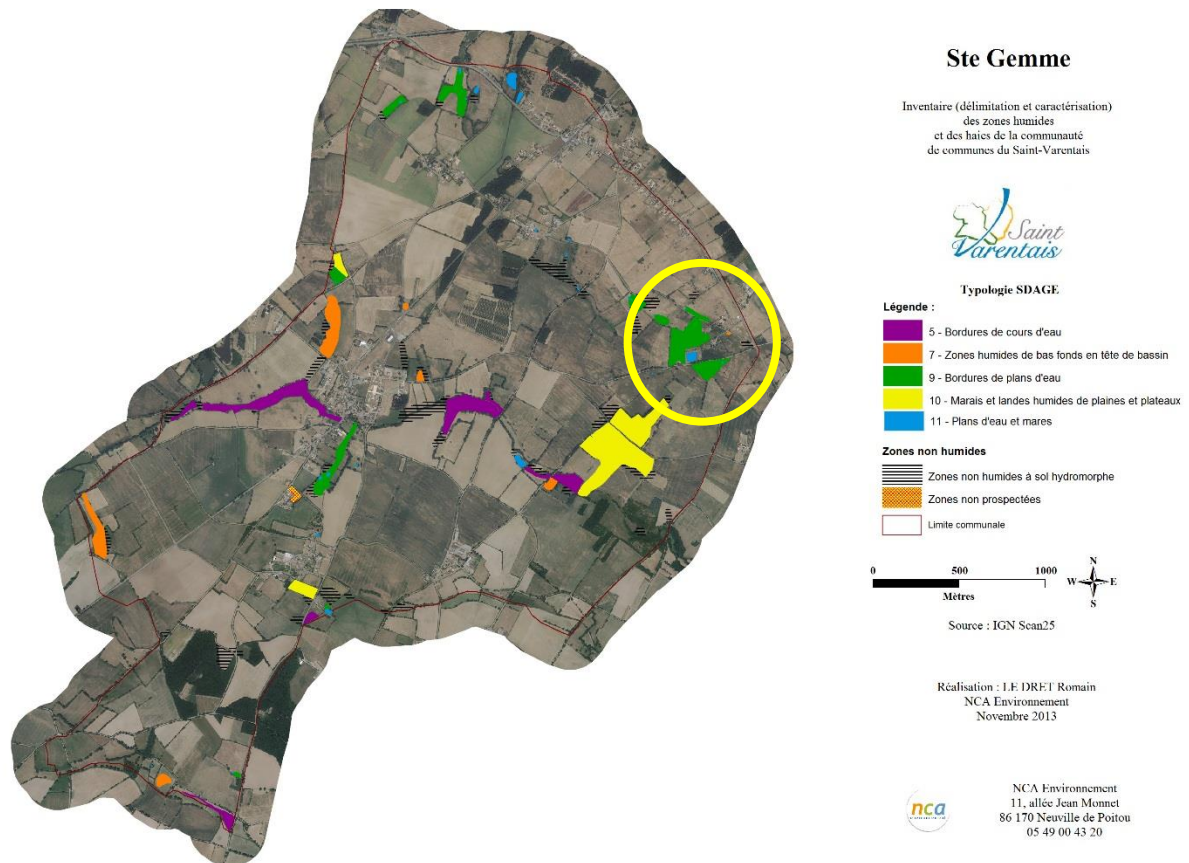 Ste Gemme
Inventaire (délimitation et caractérisation)
des zones humides
et des haies de la communauté
de communes du Saint-Varentais
Saint
Varentais
Typologie SDAGE
Légende :
5 - Bordures de cours d'eau
7 - Zones humides de bas fonds en tête de bassin
9 - Bordures de plans d'eau
10 - Marais et landes humides de plaines et plateaux
11 - Plans d'eau et mares
Zones non humides
Zones non humides à sol hydromorphe
Zones non prospectées
Limite communale
0 500 1000
Mètres
N
W E
S
Source : IGN Scan25
Réalisation : LE DRET Romain
NCA Environnement
Novembre 2013
nca
NCA Environnement
11, allée Jean Monnet
86 170 Neuville de Poitou
05 49 00 43 20